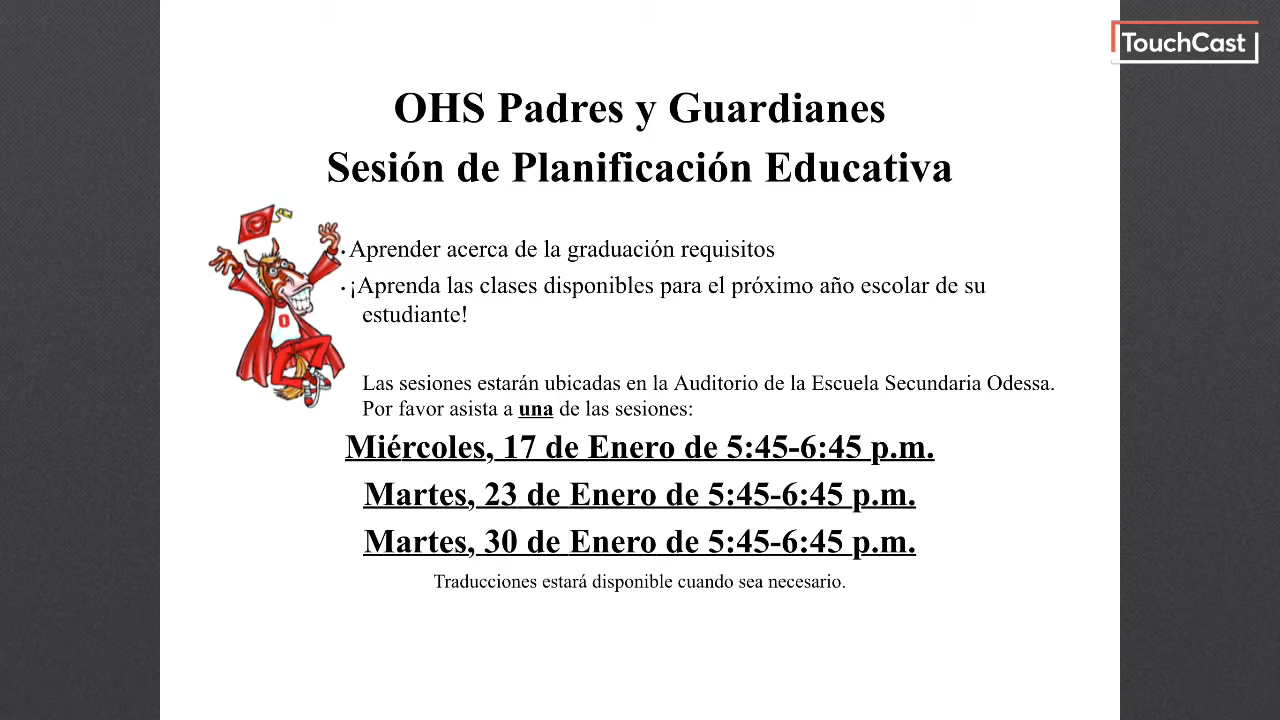 TouchCast
OHS Padres y Guardianes
Sesión de Planificación Educativa
• Aprender acerca de la graduación requisitos
• ¡Aprenda las clases disponibles para el próximo año escolar de su
estudiante!
O
Las sesiones estarán ubicadas en la Auditorio de la Escuela Secundaria Odessa.
Por favor asista a una de las sesiones:
Miércoles, 17 de Enero de 5:45-6:45 p.m.
Martes, 23 de Enero de 5:45-6:45 p.m.
Martes, 30 de Enero de 5:45-6:45 p.m.
Traducciones estará disponible cuando sea necesario.